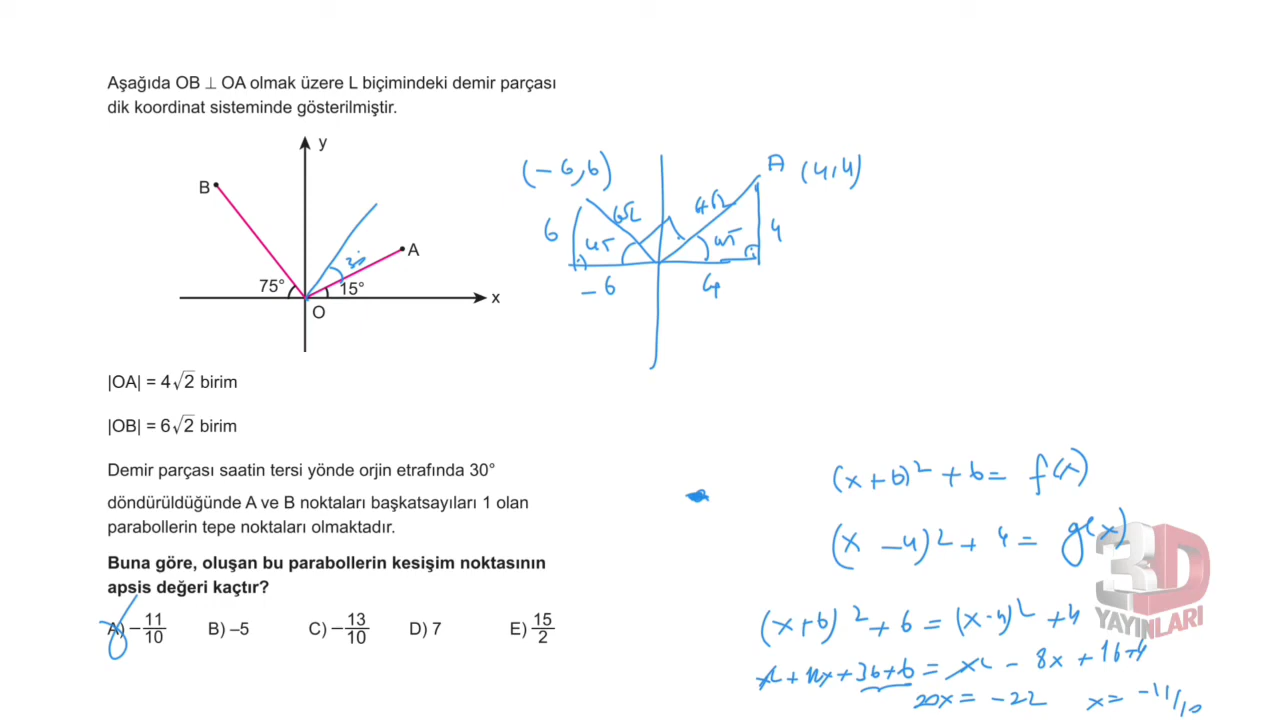 Aşağıda OB ⊥ OA olmak üzere L biçimindeki demir parçası
dik koordinat sisteminde gösterilmiştir.
y
B
A
30
75°
15°
x
O
(-6,6)
A (4,4)
6
6√2
4√2
4
45
45
-6
4
|OA| = 4√2 birim
|OB| = 6√2 birim
Demir parçası saatin tersi yönde orjin etrafında 30°
döndürüldüğünde A ve B noktaları başkatsayıları 1 olan
parabollerin tepe noktaları olmaktadır.
Buna göre, oluşan bu parabollerin kesişim noktasının
apsis değeri kaçtır?
A) -11/10 B) –5 C) -13/10 D) 7 E) 15/2
(x+6)² + 6 = f(x)
(x-4)² + 4 = g(x)
(x+6)² + 6 = (x-4)² + 4
x² + 12x + 36 + 6 = x² - 8x + 16 + 4
20x = -22 x = -11/10
3D
YAYINLARI